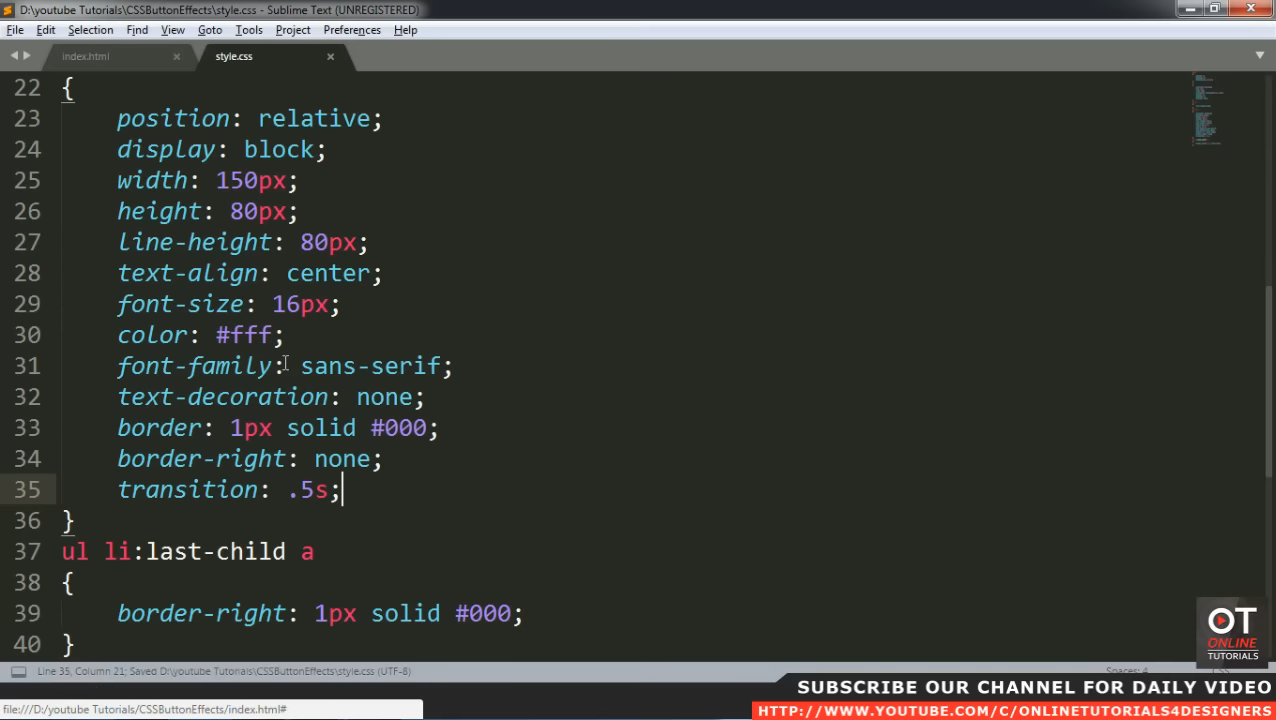 D:\youtube Tutorials\CSSButtonEffects\style.css - Sublime Text (UNREGISTERED)
File Edit Selection Find View Goto Tools Project Preferences Help
index.html style.css
22 {
23 position: relative;
24 display: block;
25 width: 150px;
26 height: 80px;
27 line-height: 80px;
28 text-align: center;
29 font-size: 16px;
30 color: #fff;
31 font-family: sans-serif;
32 text-decoration: none;
33 border: 1px solid #000;
34 border-right: none;
35 transition: .5s;
36 }
37 ul li:last-child a
38 {
39 border-right: 1px solid #000;
40 }
OT
ONLINE
TUTORIALS
Line 35, Column 21; Saved D:\youtube Tutorials\CSSButtonEffects\style.css (UTF-8) Spaces: 4 CSS
SUBSCRIBE OUR CHANNEL FOR DAILY VIDEO
file:///D:/youtube Tutorials/CSSButtonEffects/index.html#
HTTP://WWW.YOUTUBE.COM/C/ONLINETUTORIALS4DESIGNERS